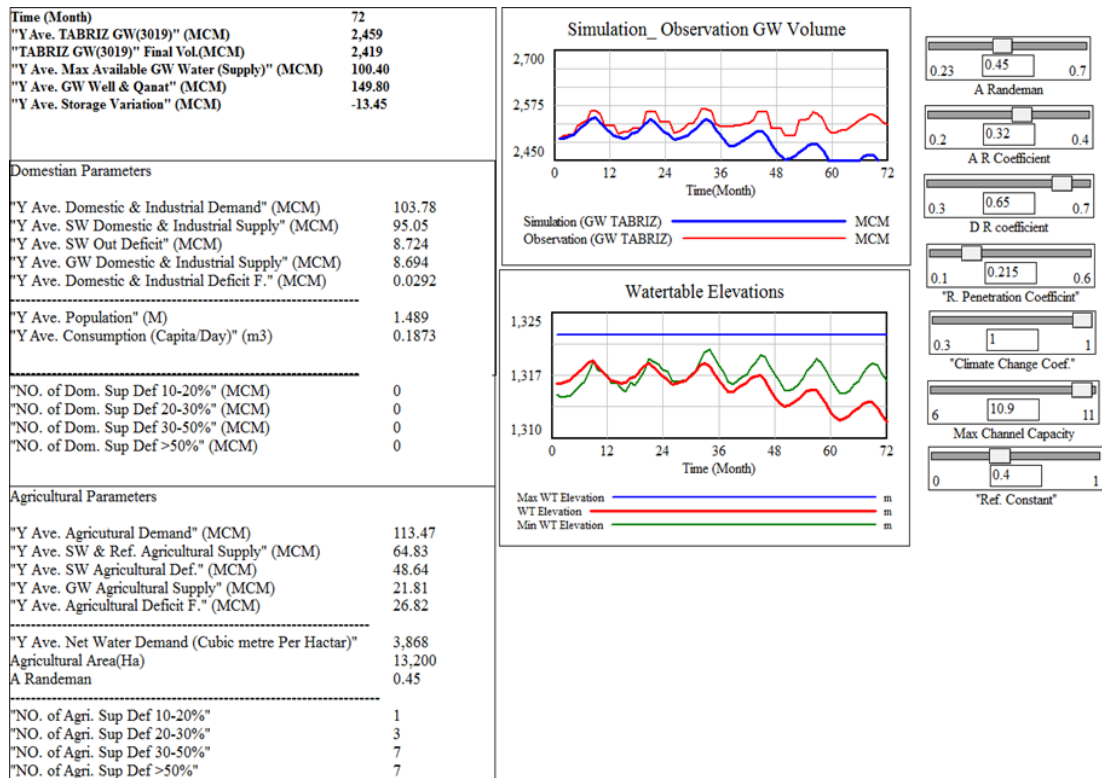 Time (Month) 72
"Y Ave. TABRIZ GW(3019)" (MCM) 2,459
"TABRIZ GW(3019)" Final Vol.(MCM) 2,419
"Y Ave. Max Available GW Water (Supply)" (MCM) 100.40
"Y Ave. GW Well & Qanat" (MCM) 149.80
"Y Ave. Storage Variation" (MCM) -13.45
Domestian Parameters
"Y Ave. Domestic & Industrial Demand" (MCM) 103.78
"Y Ave. SW Domestic & Industrial Supply" (MCM) 95.05
"Y Ave. SW Out Deficit" (MCM) 8.724
"Y Ave. GW Domestic & Industrial Supply" (MCM) 8.694
"Y Ave. Domestic & Industrial Deficit F." (MCM) 0.0292
"Y Ave. Population" (M) 1.489
"Y Ave. Consumption (Capita/Day)" (m3) 0.1873
"NO. of Dom. Sup Def 10-20%" (MCM) 0
"NO. of Dom. Sup Def 20-30%" (MCM) 0
"NO. of Dom. Sup Def 30-50%" (MCM) 0
"NO. of Dom. Sup Def >50%" (MCM) 0
Agricultural Parameters
"Y Ave. Agricutural Demand" (MCM) 113.47
"Y Ave. SW & Ref. Agricultural Supply" (MCM) 64.83
"Y Ave. SW Agricultural Def." (MCM) 48.64
"Y Ave. GW Agricultural Supply" (MCM) 21.81
"Y Ave. Agricultural Deficit F." (MCM) 26.82
"Y Ave. Net Water Demand (Cubic metre Per Hactar)" 3,868
Agricultural Area(Ha) 13,200
A Randeman 0.45
"NO. of Agri. Sup Def 10-20%" 1
"NO. of Agri. Sup Def 20-30%" 3
"NO. of Agri. Sup Def 30-50%" 7
"NO. of Agri. Sup Def >50%" 7
Simulation_ Observation GW Volume
2,700
2,575
2,450
0 12 24 36 48 60 72
Time(Month)
Simulation (GW TABRIZ) MCM
Observation (GW TABRIZ) MCM
Watertable Elevations
1,325
1,317
1,310
0 12 24 36 48 60 72
Time (Month)
Max WT Elevation m
WT Elevation m
Min WT Elevation m
0.23 0.45 0.7
A Randeman
0.2 0.32 0.4
A R Coefficient
0.3 0.65 0.7
D R coefficient
0.1 0.215 0.6
"R. Penetration Coefficint"
0.3 1 1
"Climate Change Coef."
6 10.9 11
Max Channel Capacity
0 0.4 1
"Ref. Constant"